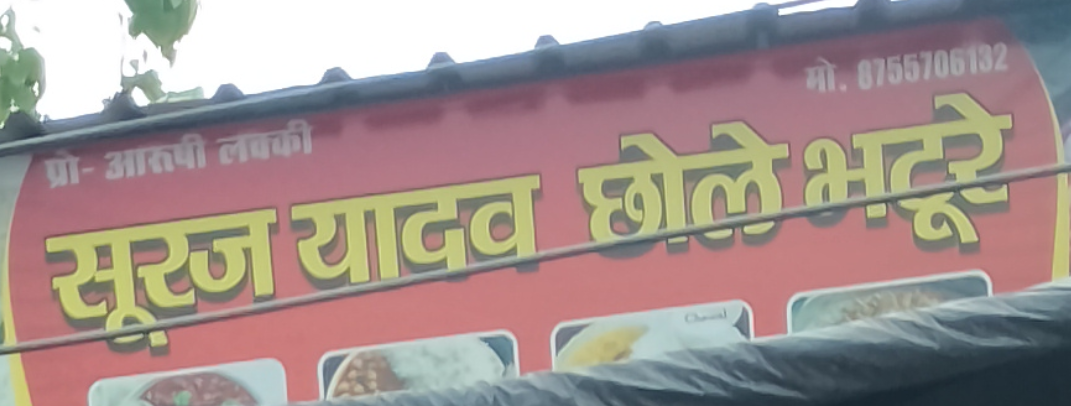 प्रो- आरूपी लक्की
मो. 8755706132
सूरज यादव छोले भटूरे